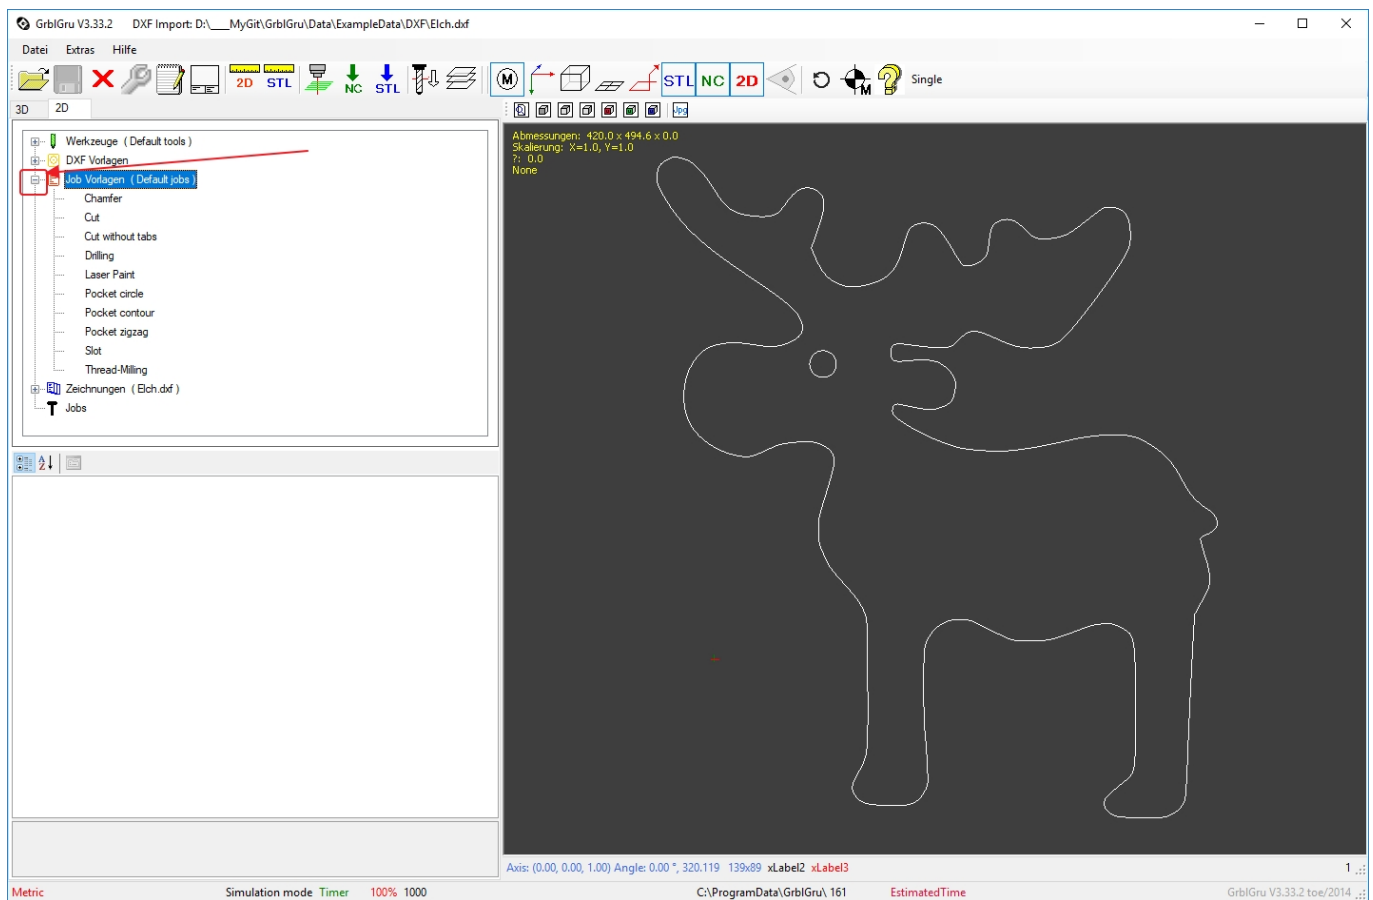 GrblGru V3.33.2 DXF Import: D:\___MyGit\GrblGru\Data\ExampleData\DXF\Elch.dxf
Datei Extras Hilfe
2D STL NC STL M STL NC 2D M Single
3D 2D
Jpg
Werkzeuge ( Default tools )
DXF Vorlagen
Job Vorlagen ( Default jobs )
Chamfer
Cut
Cut without tabs
Drilling
Laser Paint
Pocket circle
Pocket contour
Pocket zigzag
Slot
Thread-Milling
Zeichnungen ( Elch.dxf )
Jobs
Abmessungen: 420.0 x 494.6 x 0.0
Skalierung: X=1.0, Y=1.0
?: 0.0
None
A
Z
Axis: (0.00, 0.00, 1.00) Angle: 0.00 °, 320.119 139x89 xLabel2 xLabel3 1
Metric Simulation mode Timer 100% 1000 C:\ProgramData\GrblGru\ 161 EstimatedTime GrblGru V3.33.2 toe/2014